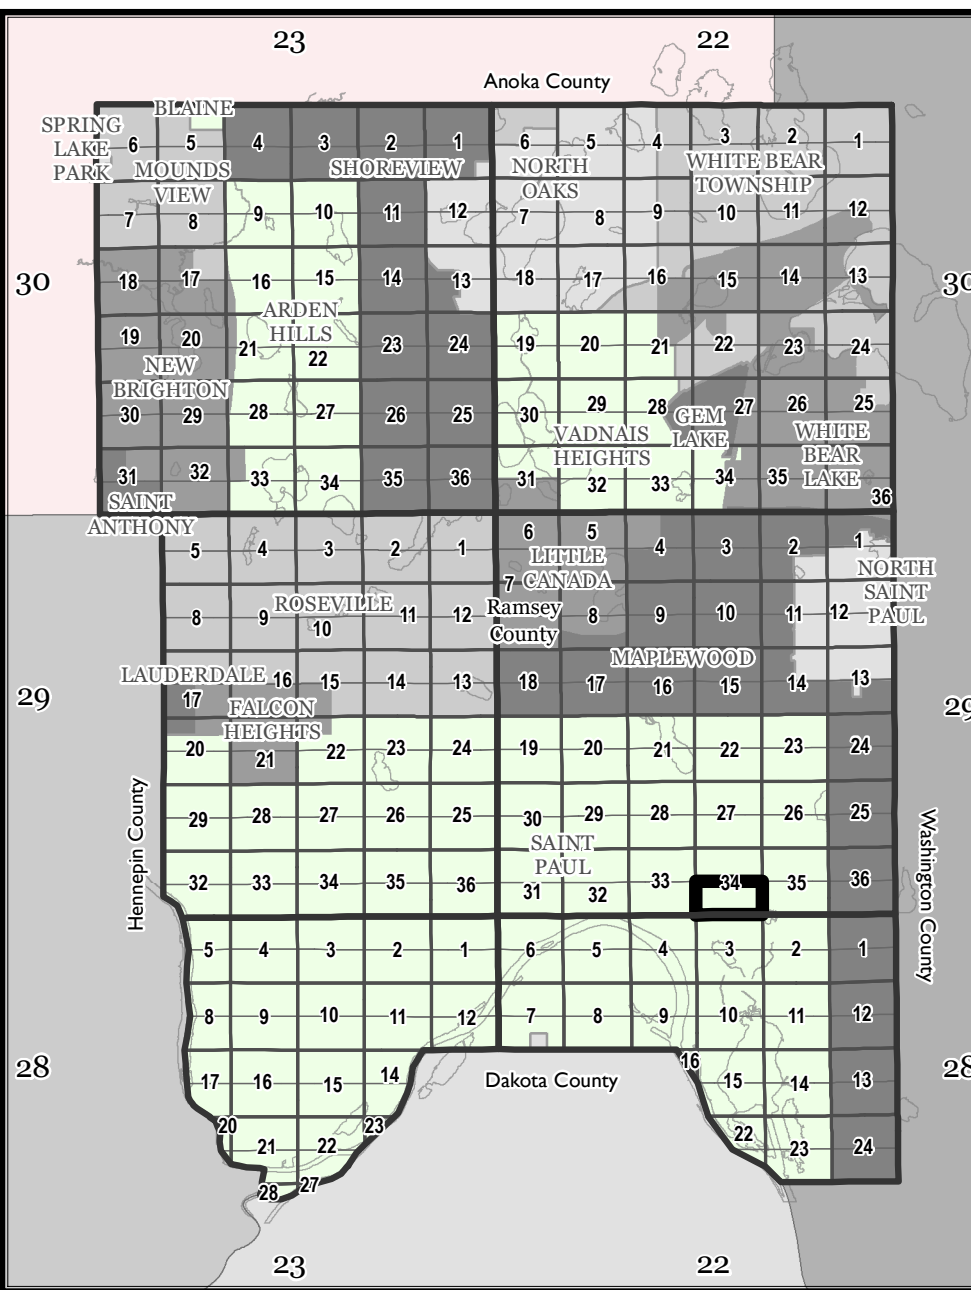 23 22
Anoka County
BLAINE
SPRING
LAKE
PARK
6 5 4 3 2 1 6 5 4 3 2 1
MOUNDS
VIEW
SHOREVIEW
NORTH
OAKS
WHITE BEAR
TOWNSHIP
7 8 9 10 11 12 7 8 9 10 11 12
30 30
18 17 16 15 14 13 18 17 16 15 14 13
ARDEN
HILLS
19 20 21 22 23 24 19 20 21 22 23 24
NEW
BRIGHTON
30 29 28 27 26 25 30 29 28 27 26 25
GEM
LAKE
VADNAIS
HEIGHTS
WHITE
BEAR
LAKE
31 32 33 34 35 36 31 32 33 34 35 36
SAINT
ANTHONY
5 4 3 2 1 6 5 4 3 2 1
LITTLE
CANADA
NORTH
SAINT
PAUL
8 9 10 11 12 7 8 9 10 11 12
ROSEVILLE
Ramsey
County
MAPLEWOOD
LAUDERDALE
29 29
17 16 15 14 13 18 17 16 15 14 13
FALCON
HEIGHTS
20 21 22 23 24 19 20 21 22 23 24
29 28 27 26 25 30 29 28 27 26 25
Hennepin County
Washington County
SAINT
PAUL
32 33 34 35 36 31 32 33 34 35 36
5 4 3 2 1 6 5 4 3 2 1
8 9 10 11 12 7 8 9 10 11 12
28 28
17 16 15 14 16 15 14 13
Dakota County
20 21 22 23 22 23 24
28 27
23 22